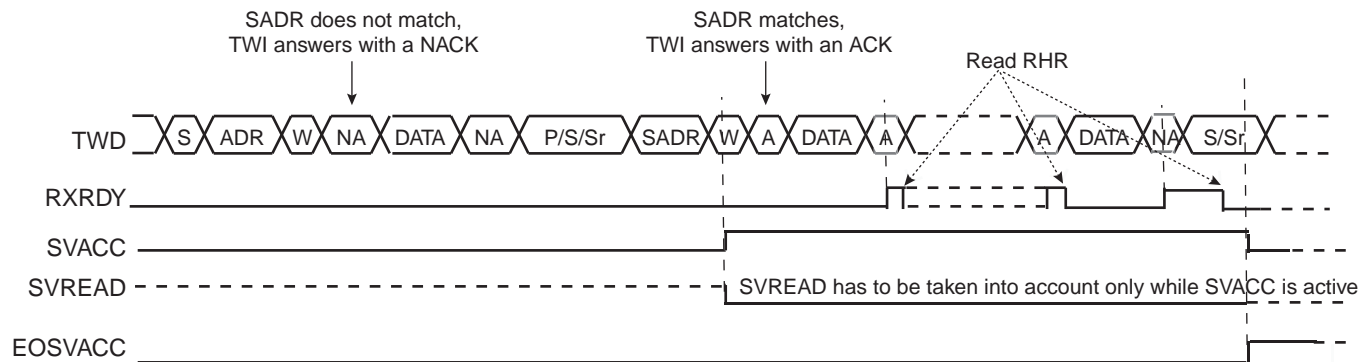 SADR does not match,
TWI answers with a NACK
SADR matches,
TWI answers with an ACK
Read RHR
TWD S ADR W NA DATA NA P/S/Sr SADR W A DATA A A DATA NA S/Sr
RXRDY
SVACC
SVREAD SVREAD has to be taken into account only while SVACC is active
EOSVACC